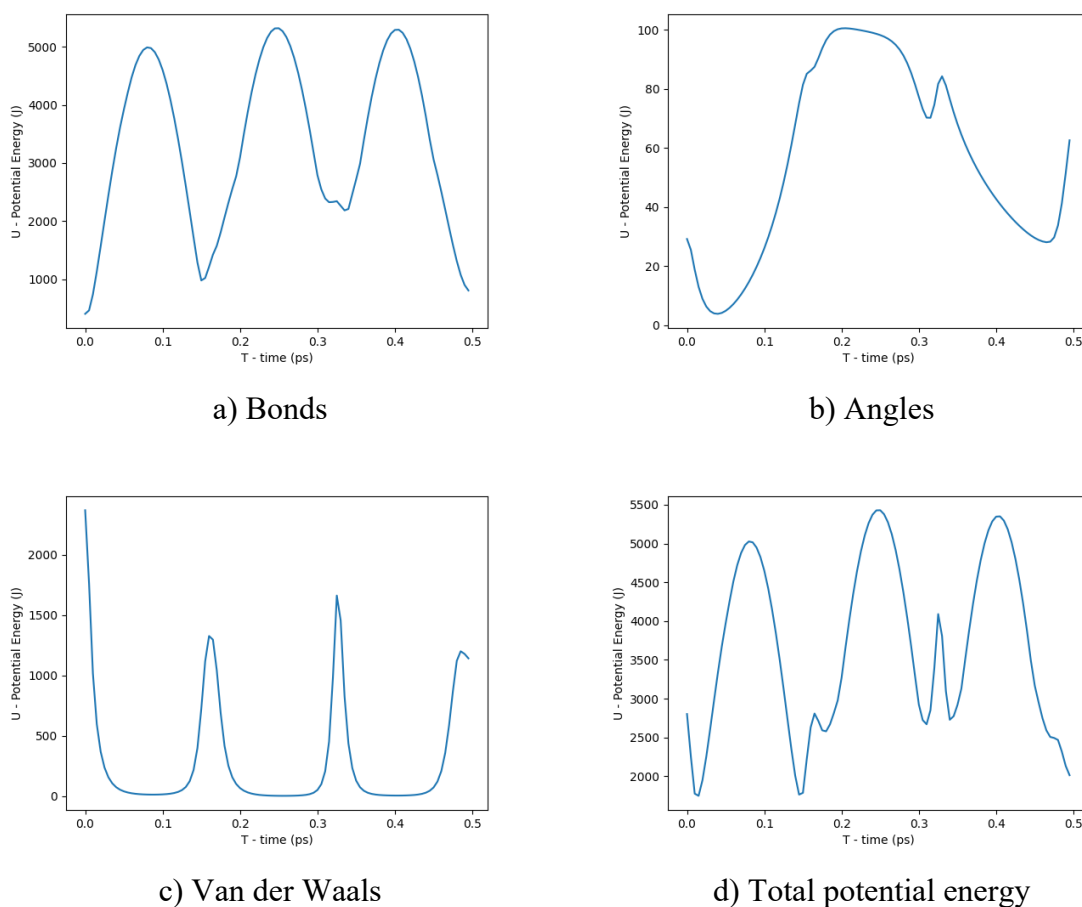 U - Potential Energy (J)
5000
4000
3000
2000
1000
0.0 0.1 0.2 0.3 0.4 0.5
T - time (ps)
a) Bonds
U - Potential Energy (J)
100
80
60
40
20
0
0.0 0.1 0.2 0.3 0.4 0.5
T - time (ps)
b) Angles
U - Potential Energy (J)
2000
1500
1000
500
0
0.0 0.1 0.2 0.3 0.4 0.5
T - time (ps)
c) Van der Waals
U - Potential Energy (J)
5500
5000
4500
4000
3500
3000
2500
2000
0.0 0.1 0.2 0.3 0.4 0.5
T - time (ps)
d) Total potential energy